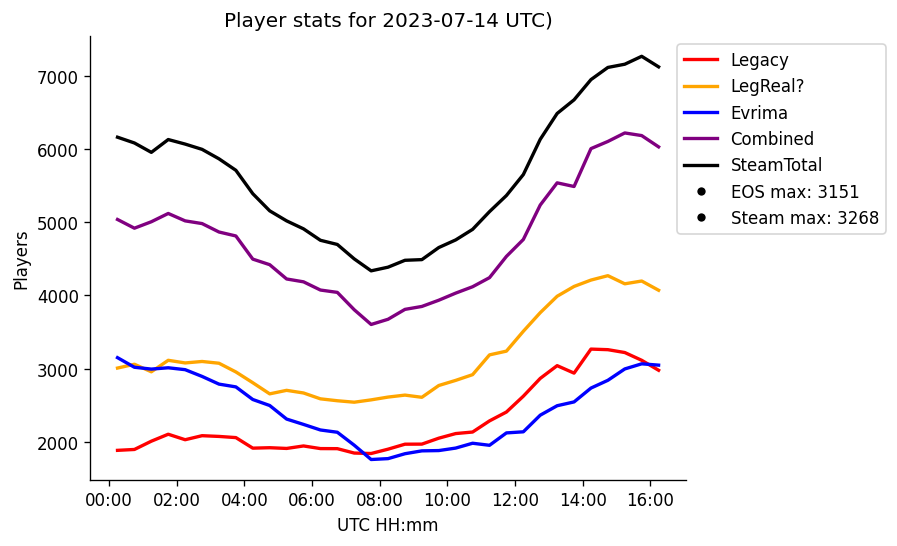 Player stats for 2023-07-14 UTC)
7000
6000
5000
4000
3000
2000
Players
00:00 02:00 04:00 06:00 08:00 10:00 12:00 14:00 16:00
UTC HH:mm
Legacy
LegReal?
Evrima
Combined
SteamTotal
EOS max: 3151
Steam max: 3268